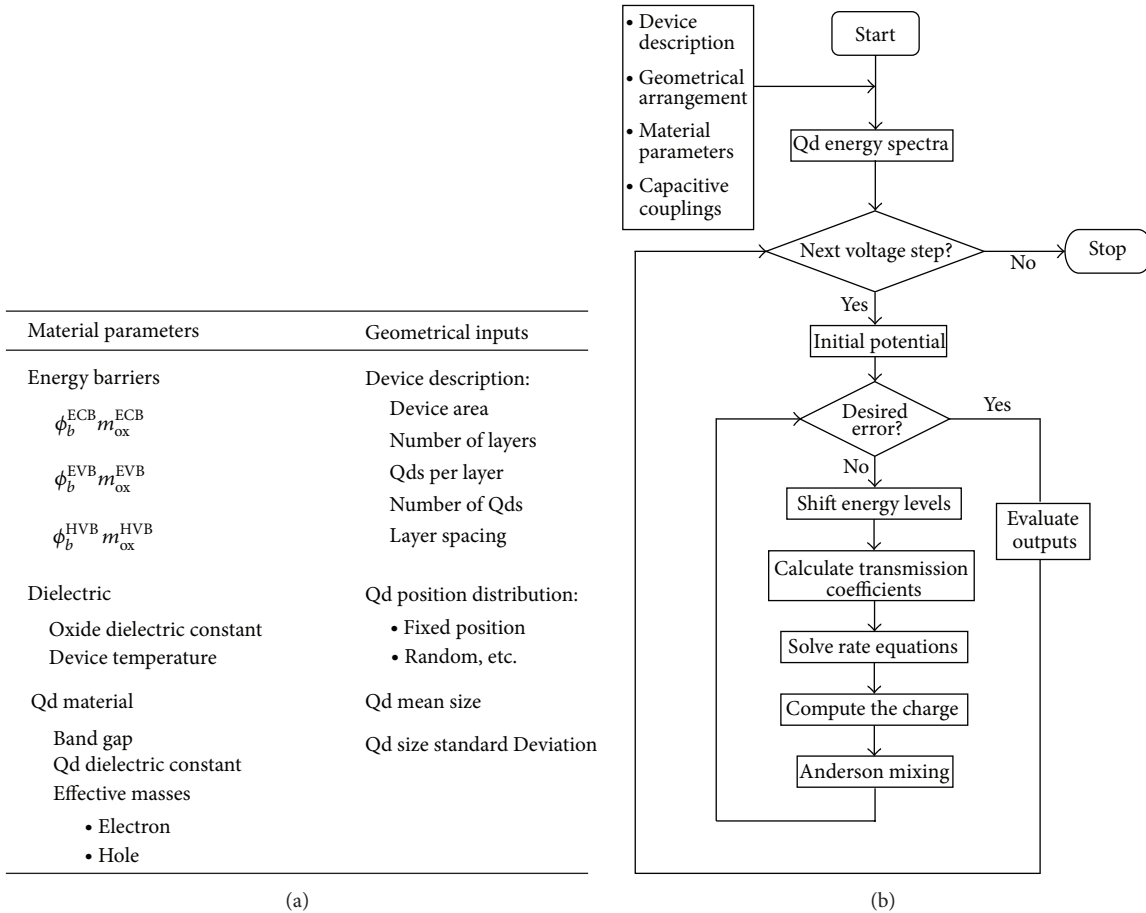 Material parameters
Geometrical inputs
Energy barriers
ϕ_b^ECB m_ox^ECB
ϕ_b^EVB m_ox^EVB
ϕ_b^HVB m_ox^HVB
Dielectric
Oxide dielectric constant
Device temperature
Qd material
Band gap
Qd dielectric constant
Effective masses
• Electron
• Hole
Device description:
Device area
Number of layers
Qds per layer
Number of Qds
Layer spacing
Qd position distribution:
• Fixed position
• Random, etc.
Qd mean size
Qd size standard Deviation
(a)
• Device
description
• Geometrical
arrangement
• Material
parameters
• Capacitive
couplings
Start
Qd energy spectra
Next voltage step?
No
Stop
Yes
Initial potential
Desired
error?
Yes
No
Shift energy levels
Evaluate
outputs
Calculate transmission
coefficients
Solve rate equations
Compute the charge
Anderson mixing
(b)